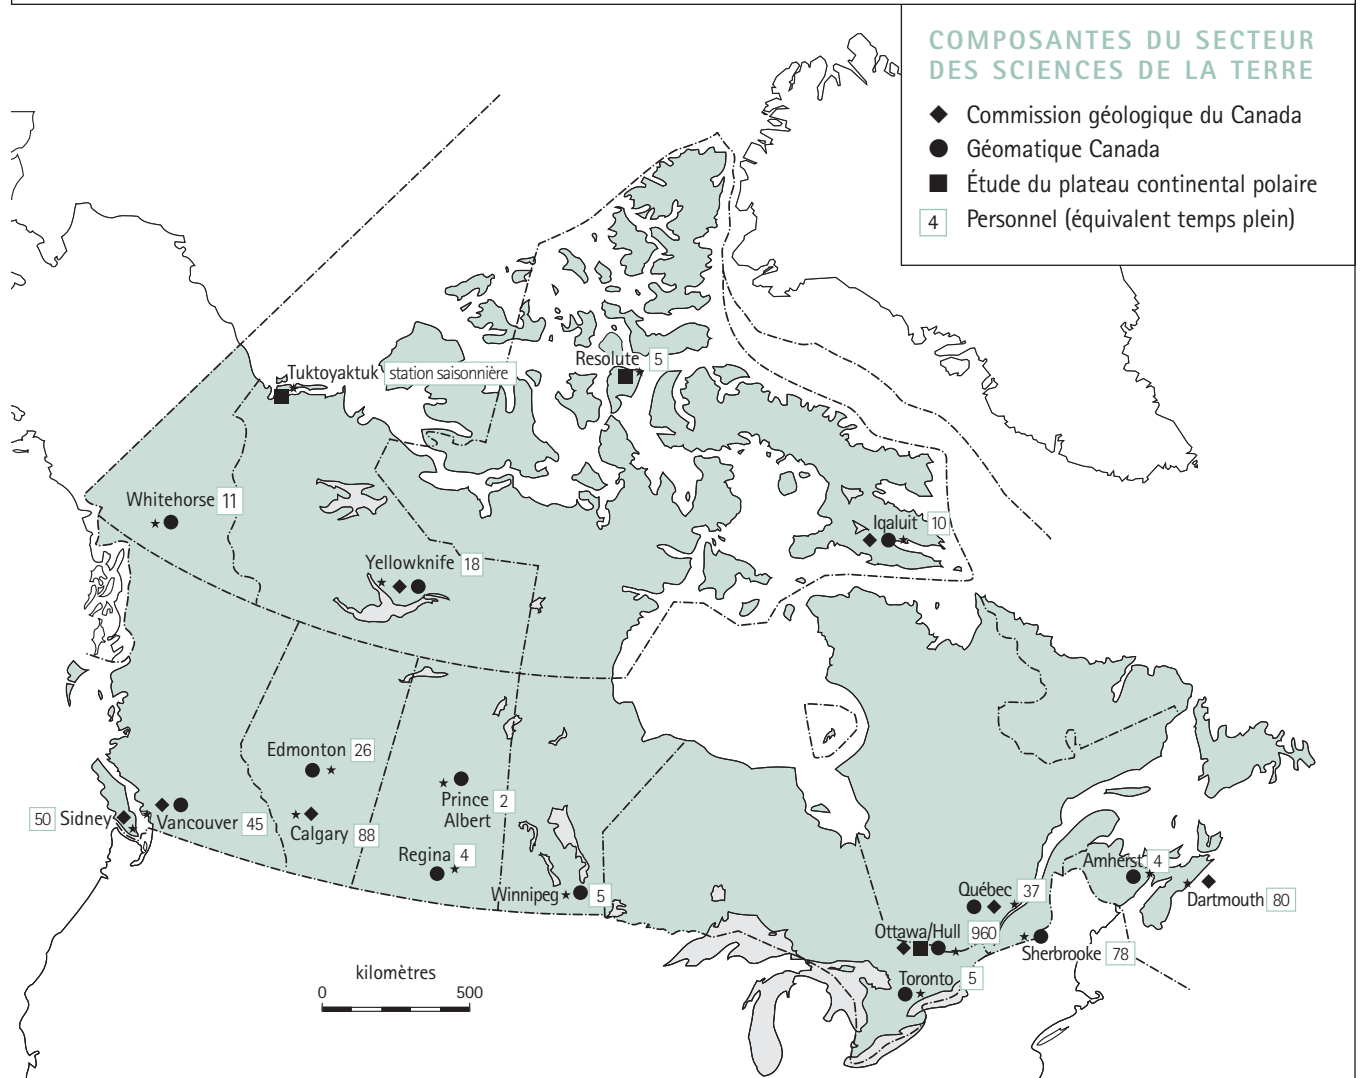 COMPOSANTES DU SECTEUR
DES SCIENCES DE LA TERRE
Commission géologique du Canada
Géomatique Canada
Étude du plateau continental polaire
4 Personnel (équivalent temps plein)
Resolute 5
Tuktoyaktuk station saisonnière
Whitehorse 11
Iqaluit 10
Yellowknife 18
Edmonton 26
Prince 2
Albert
50 Sidney
Vancouver 45
Calgary 88
Regina 4
Winnipeg 5
Amherst 4
Québec 37
Dartmouth 80
Ottawa/Hull 960
Sherbrooke 78
Toronto 5
kilomètres
0 500